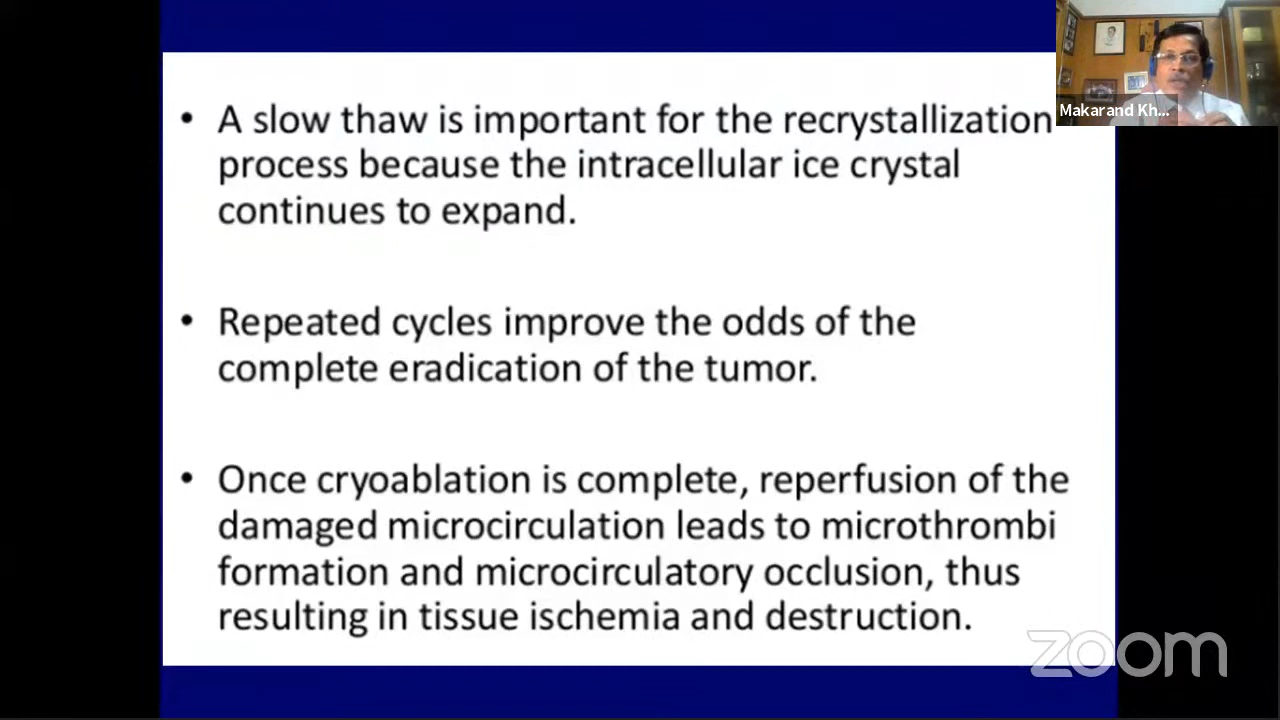 • A slow thaw is important for the recrystallization
process because the intracellular ice crystal
continues to expand.
• Repeated cycles improve the odds of the
complete eradication of the tumor.
• Once cryoablation is complete, reperfusion of the
damaged microcirculation leads to microthrombi
formation and microcirculatory occlusion, thus
resulting in tissue ischemia and destruction.
Makarand Kh...
zoom